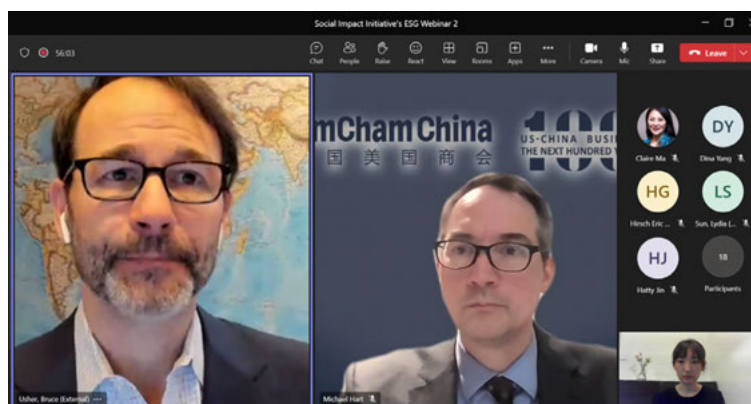 Social Impact Initiative's ESG Webinar 2
56:03
Chat
People
Raise
React
View
Rooms
Apps
More
Camera
Mic
Share
Leave
mCham China
国美国商会
100
US-CHINA BUSI
THE NEXT HUNDRED Y
Claire Ma
DY
Dina Yang
HG
Hirsch Eric ...
LS
Sun, Lydia (...
HJ
Hatty Jin
18
Participants
Usher, Bruce (External)
Michael Hart